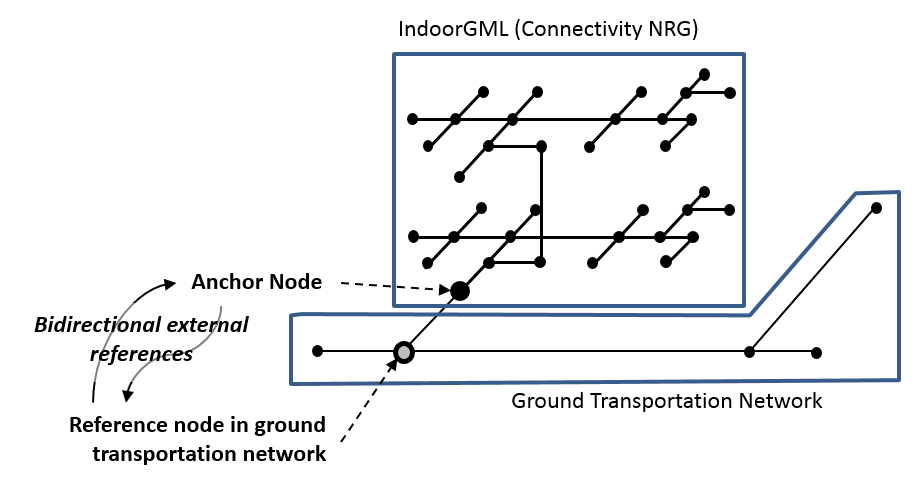 IndoorGML (Connectivity NRG)
Anchor Node
Bidirectional external
references
Ground Transportation Network
Reference node in ground
transportation network